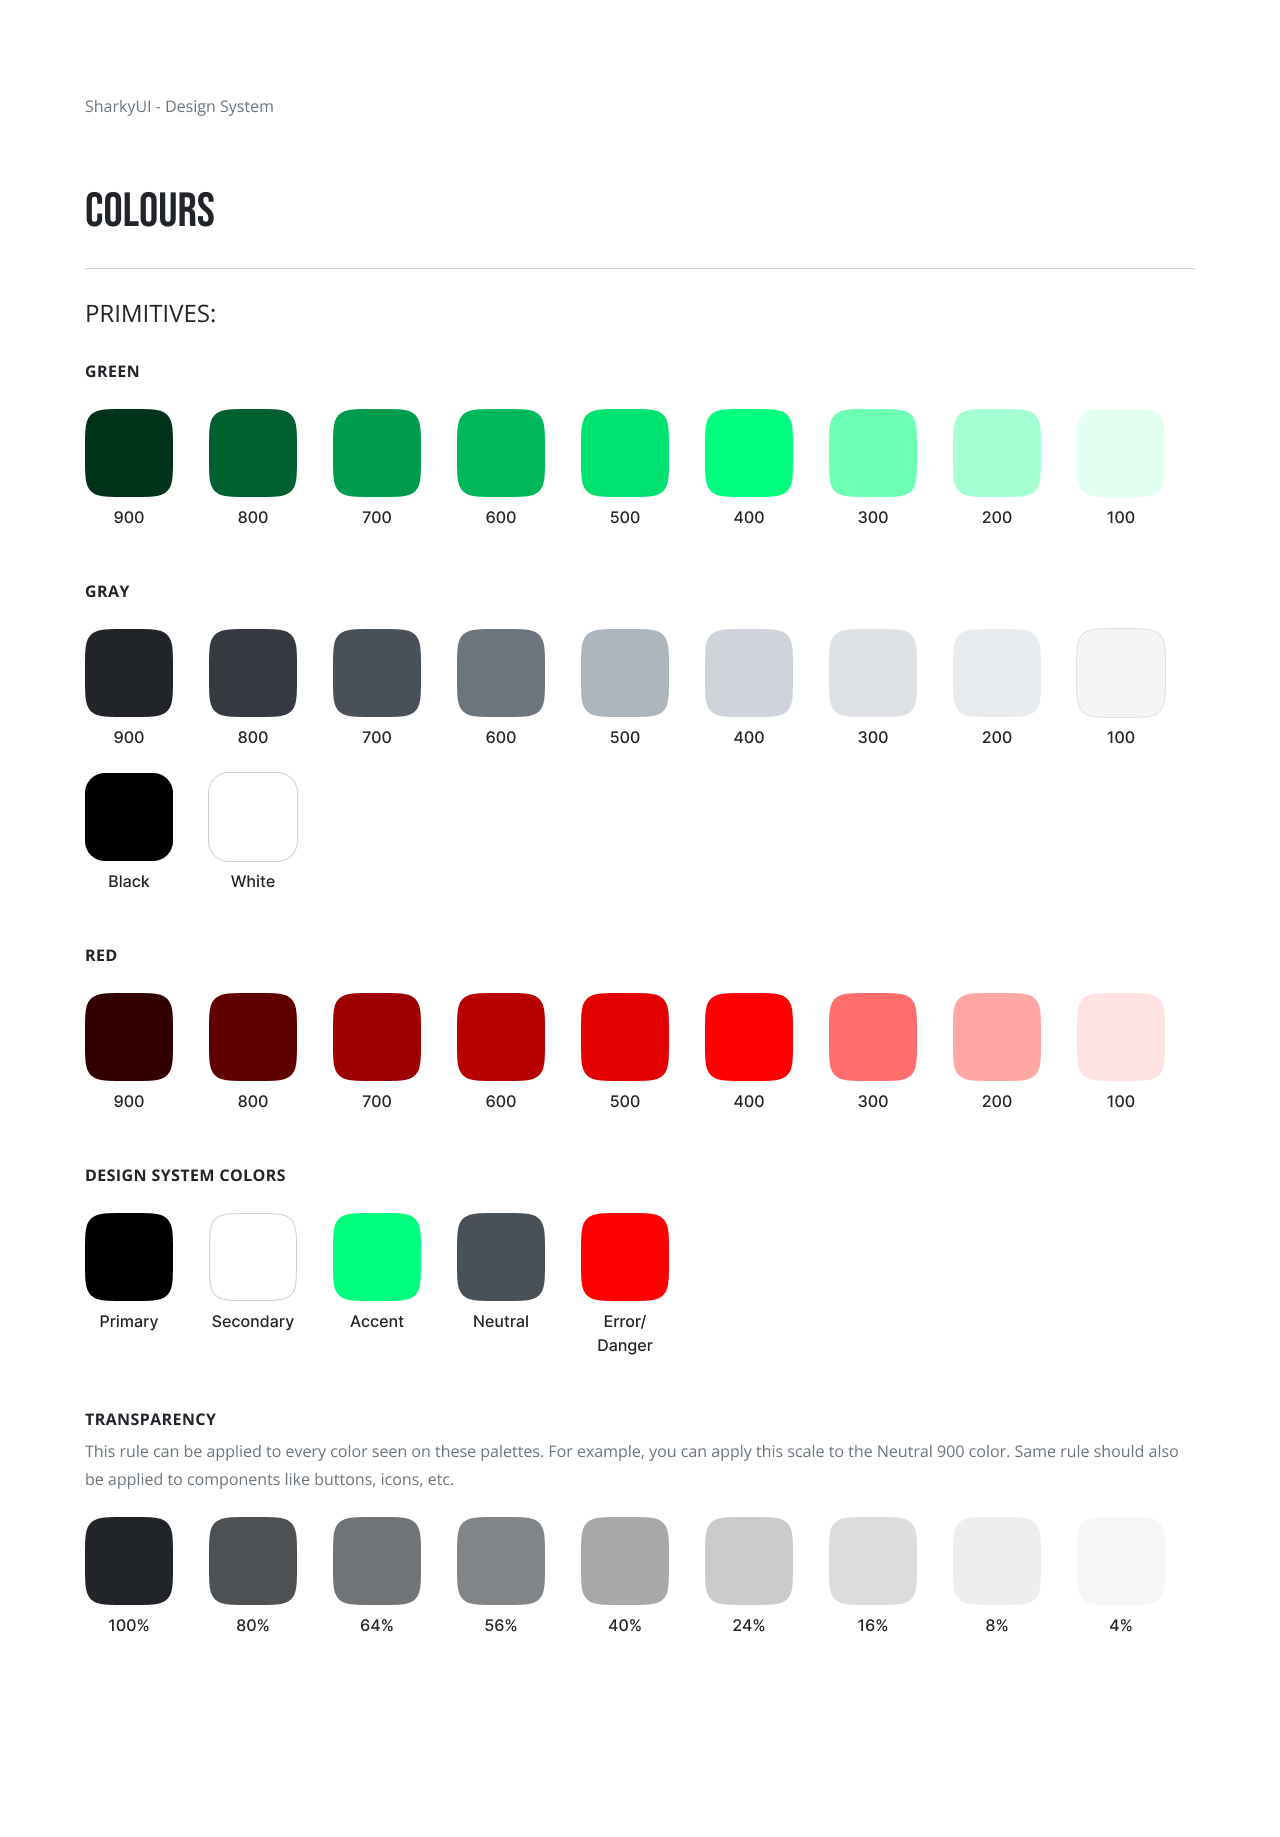 SharkyUI - Design System
COLOURS
PRIMITIVES:
GREEN
900 800 700 600 500 400 300 200 100
GRAY
900 800 700 600 500 400 300 200 100
Black White
RED
900 800 700 600 500 400 300 200 100
DESIGN SYSTEM COLORS
Primary Secondary Accent Neutral Error/
Danger
TRANSPARENCY
This rule can be applied to every color seen on these palettes. For example, you can apply this scale to the Neutral 900 color. Same rule should also
be applied to components like buttons, icons, etc.
100% 80% 64% 56% 40% 24% 16% 8% 4%